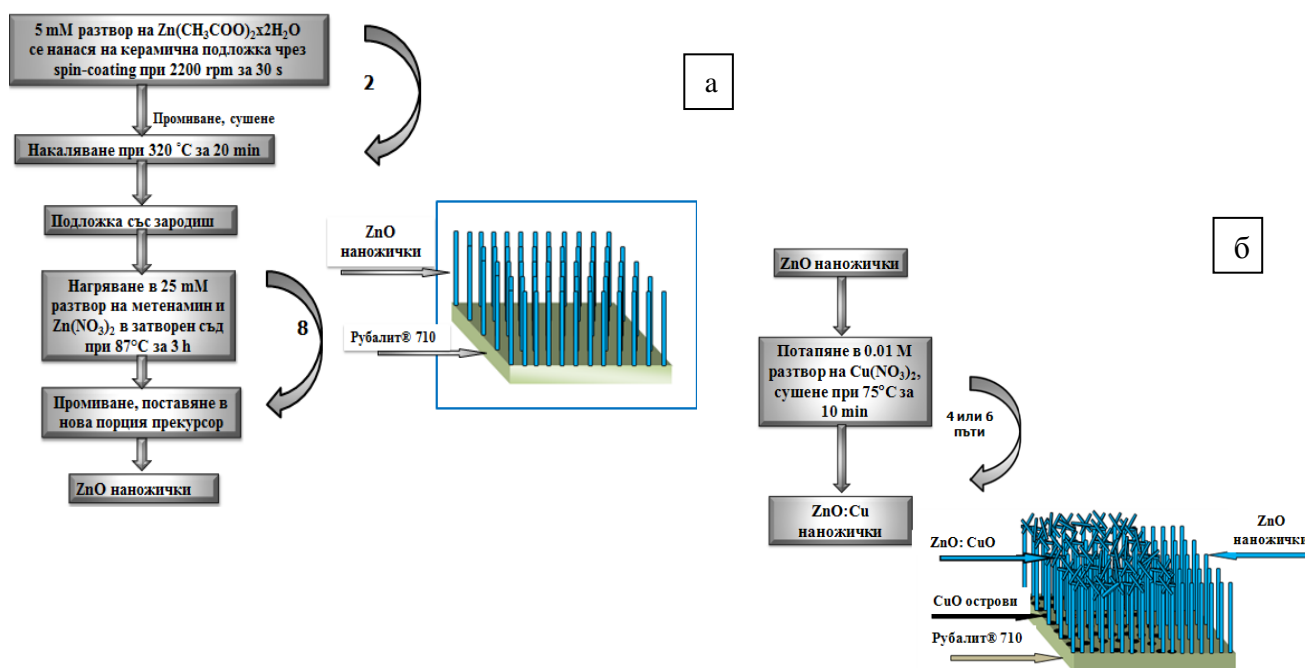 5 mM разтвор на Zn(CH₃COO)₂x2H₂O
се нанася на керамична подложка чрез
spin-coating при 2200 rpm за 30 s
2
а
Промиване, сушене
Накаляване при 320 °C за 20 min
Подложка със зародиш
Нагряване в 25 mM
разтвор на метенамин и
Zn(NO₃)₂ в затворен съд
при 87°C за 3 h
8
Промиване, поставяне в
нова порция прекурсор
ZnO наножички
ZnO
наножички
Рубалит® 710
б
ZnO наножички
Потапяне в 0.01 M
разтвор на Cu(NO₃)₂,
сушене при 75°C за
10 min
4 или 6
пъти
ZnO:Cu
наножички
ZnO: CuO
ZnO
наножички
CuO острови
Рубалит® 710